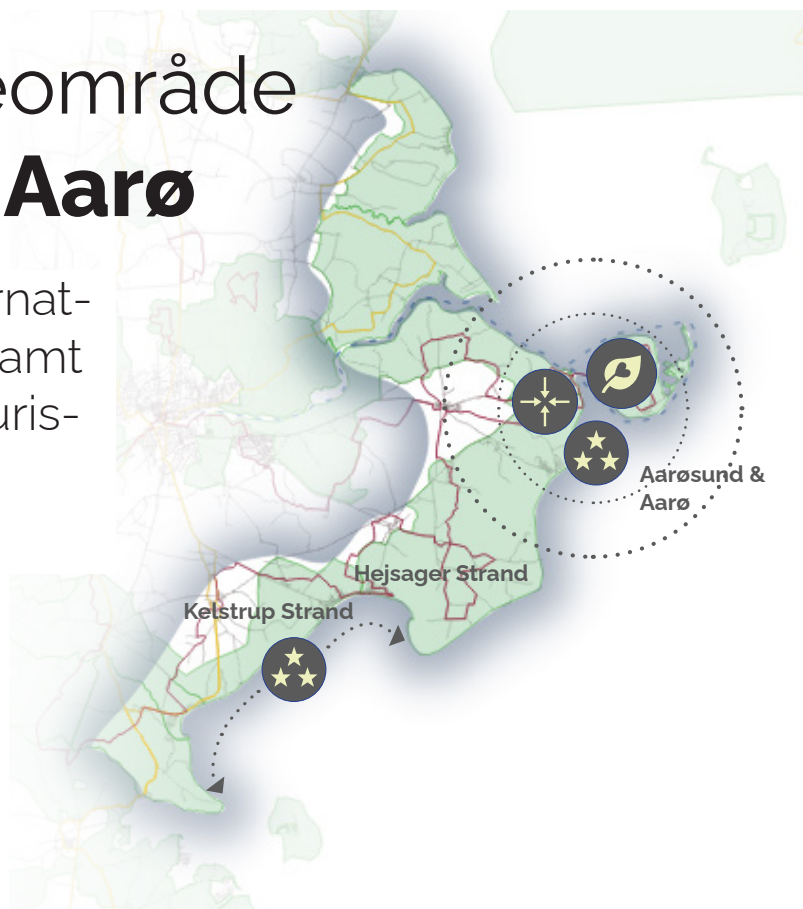 eområde
Aarø
rnat-
amt
uris-
Aarøsund &
Aarø
Hejsager Strand
Kelstrup Strand